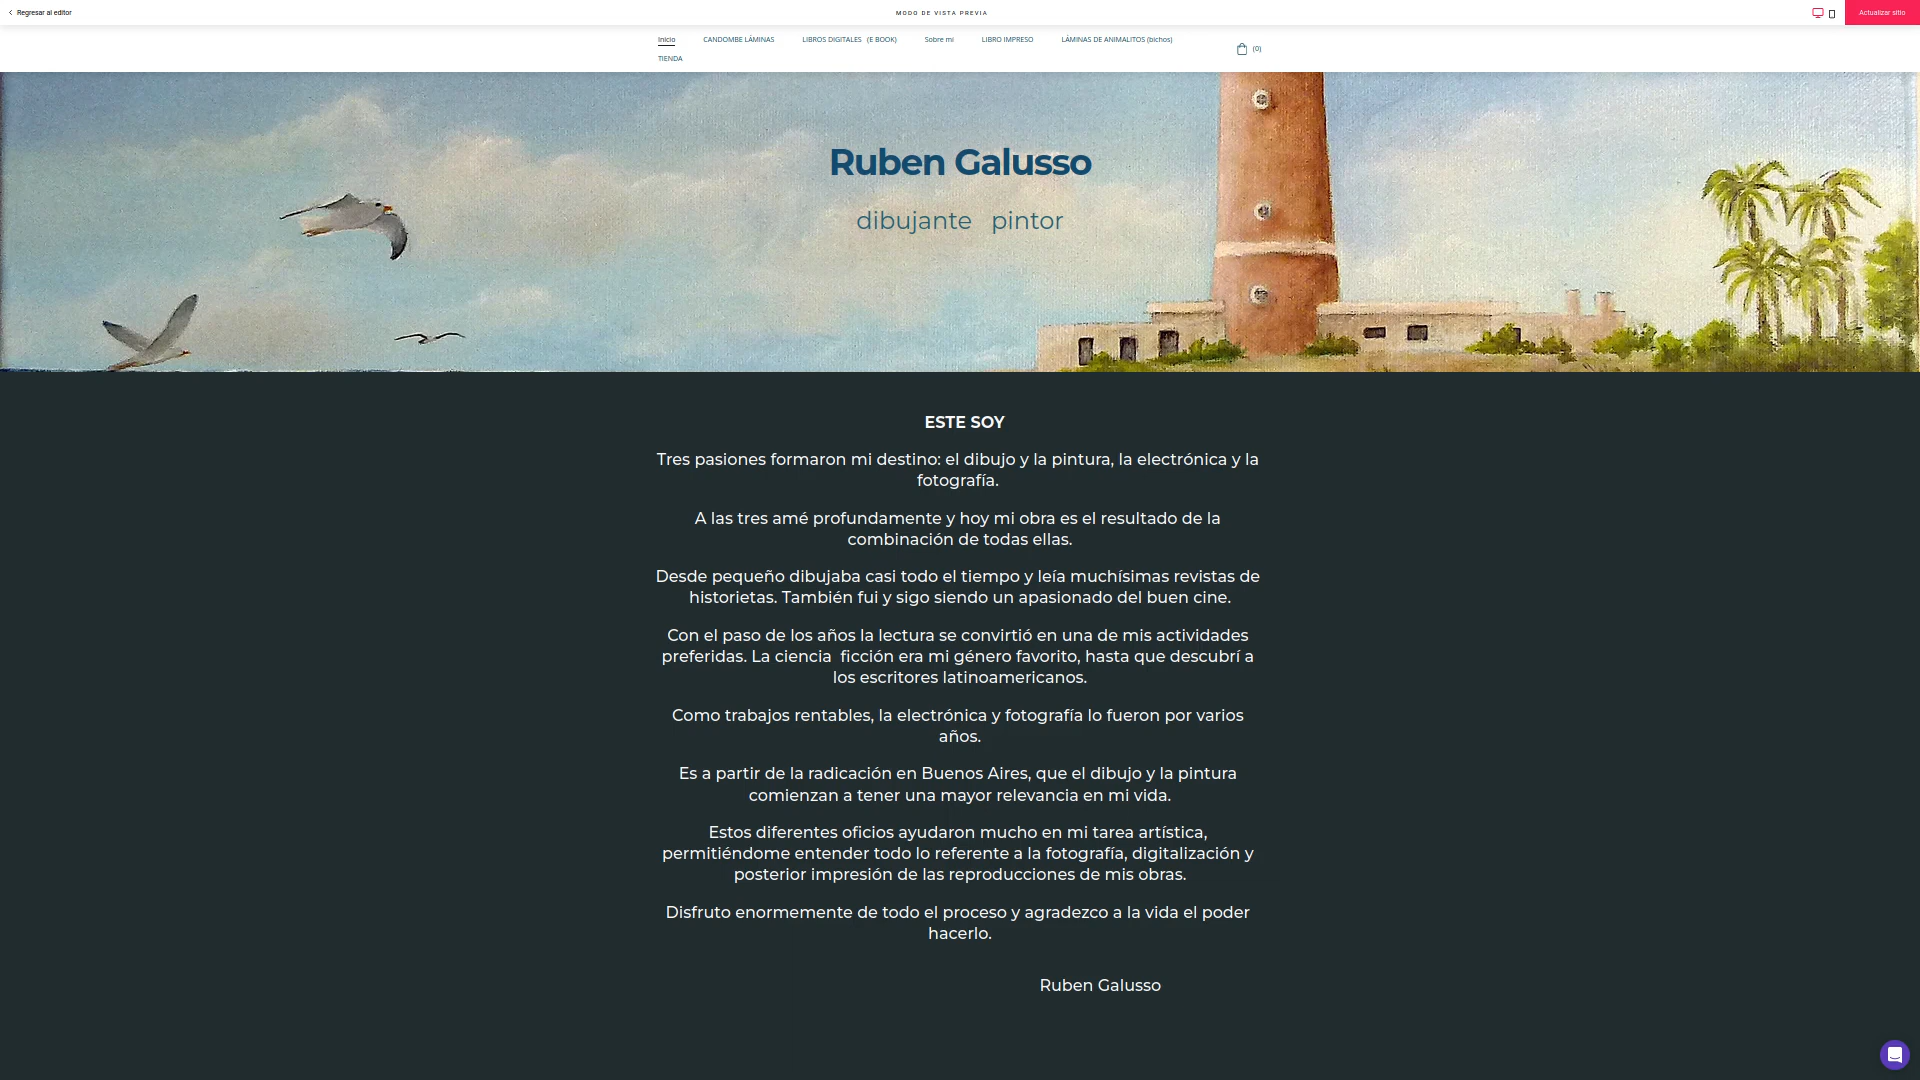 Regresar al editor
MODO DE VISTA PREVIA
Actualizar sitio
Inicio
CANDOMBE LÁMINAS
LIBROS DIGITALES (E BOOK)
Sobre mi
LIBRO IMPRESO
LÁMINAS DE ANIMALITOS (bichos)
TIENDA
(0)
Ruben Galusso
dibujante pintor
ESTE SOY
Tres pasiones formaron mi destino: el dibujo y la pintura, la electrónica y la
fotografía.
A las tres amé profundamente y hoy mi obra es el resultado de la
combinación de todas ellas.
Desde pequeño dibujaba casi todo el tiempo y leía muchísimas revistas de
historietas. También fui y sigo siendo un apasionado del buen cine.
Con el paso de los años la lectura se convirtió en una de mis actividades
preferidas. La ciencia ficción era mi género favorito, hasta que descubrí a
los escritores latinoamericanos.
Como trabajos rentables, la electrónica y fotografía lo fueron por varios
años.
Es a partir de la radicación en Buenos Aires, que el dibujo y la pintura
comienzan a tener una mayor relevancia en mi vida.
Estos diferentes oficios ayudaron mucho en mi tarea artística,
permitiéndome entender todo lo referente a la fotografía, digitalización y
posterior impresión de las reproducciones de mis obras.
Disfruto enormemente de todo el proceso y agradezco a la vida el poder
hacerlo.
Ruben Galusso